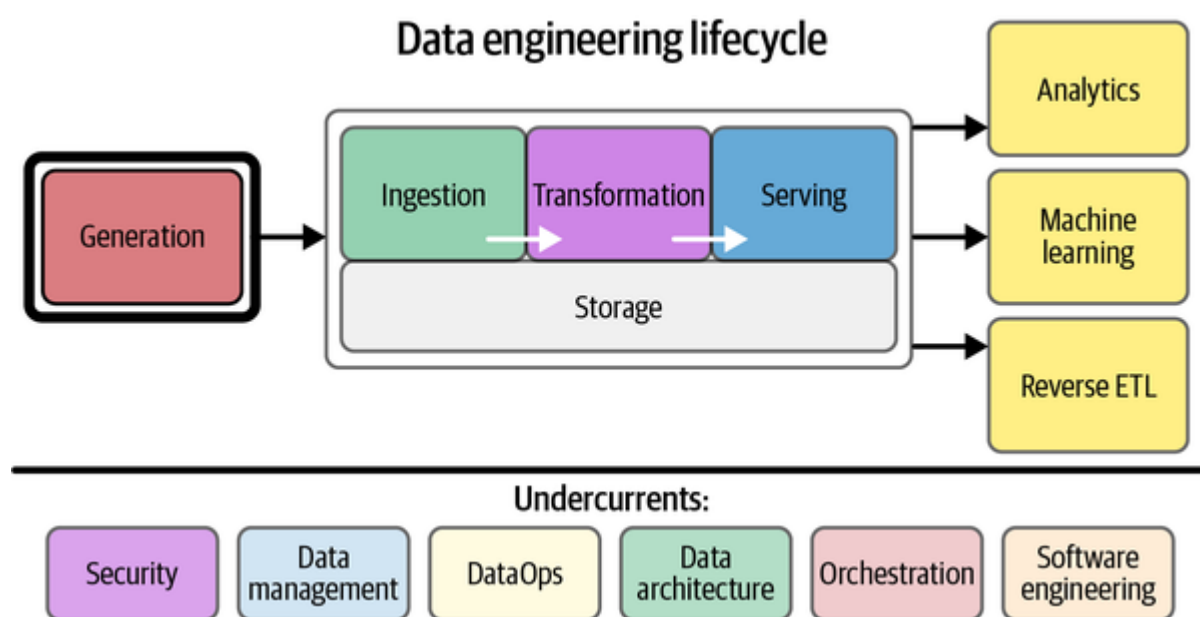 Data engineering lifecycle
Generation
Ingestion
Transformation
Serving
Storage
Analytics
Machine
learning
Reverse ETL
Undercurrents:
Security
Data
management
DataOps
Data
architecture
Orchestration
Software
engineering